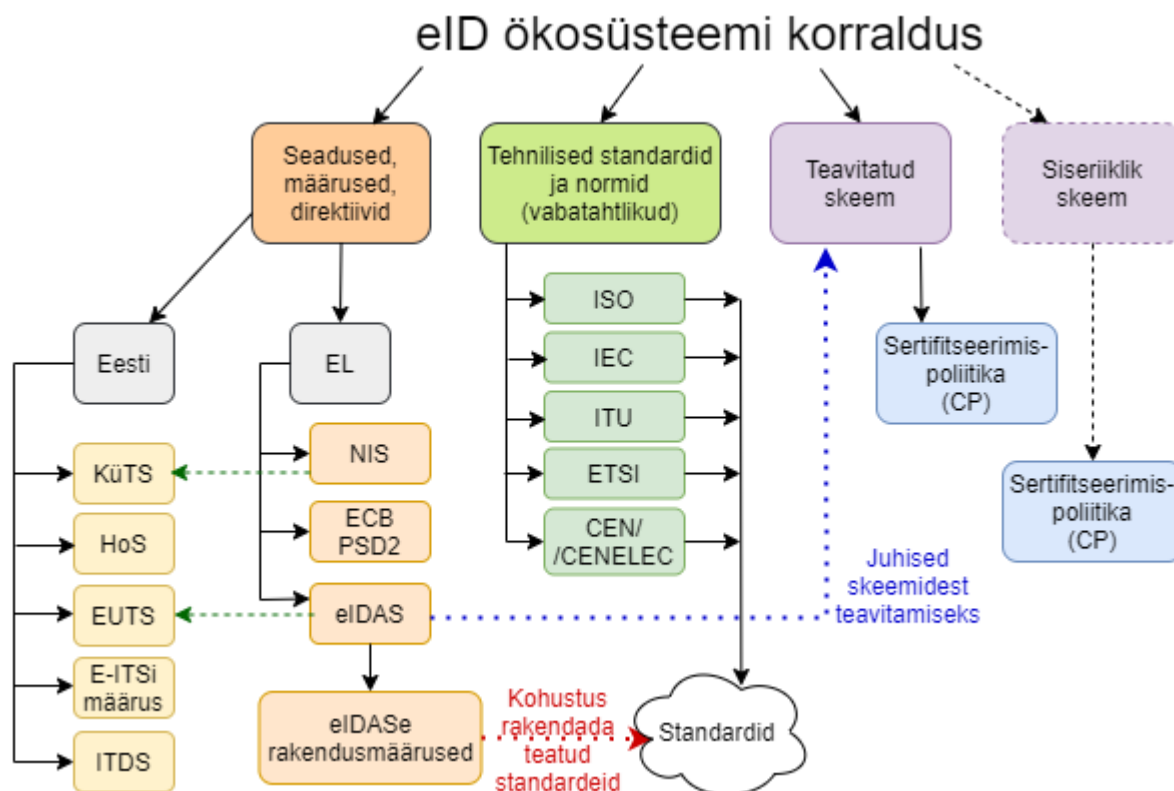 eID ökosüsteemi korraldus
Seadused,
määrused,
direktiivid
Tehnilised standardid
ja normid
(vabatahtlikud)
Teavitatud
skeem
Siseriiklik
skeem
Eesti
EL
KüTS
HoS
EUTS
E-ITSi
määrus
ITDS
NIS
ECB
PSD2
eIDAS
eIDASe
rakendusmäärused
ISO
IEC
ITU
ETSI
CEN/
/CENELEC
Sertifitseerimis-
poliitika
(CP)
Sertifitseerimis-
poliitika
(CP)
Juhised
skeemidest
teavitamiseks
Kohustus
rakendada
teatud
standardeid
Standardid